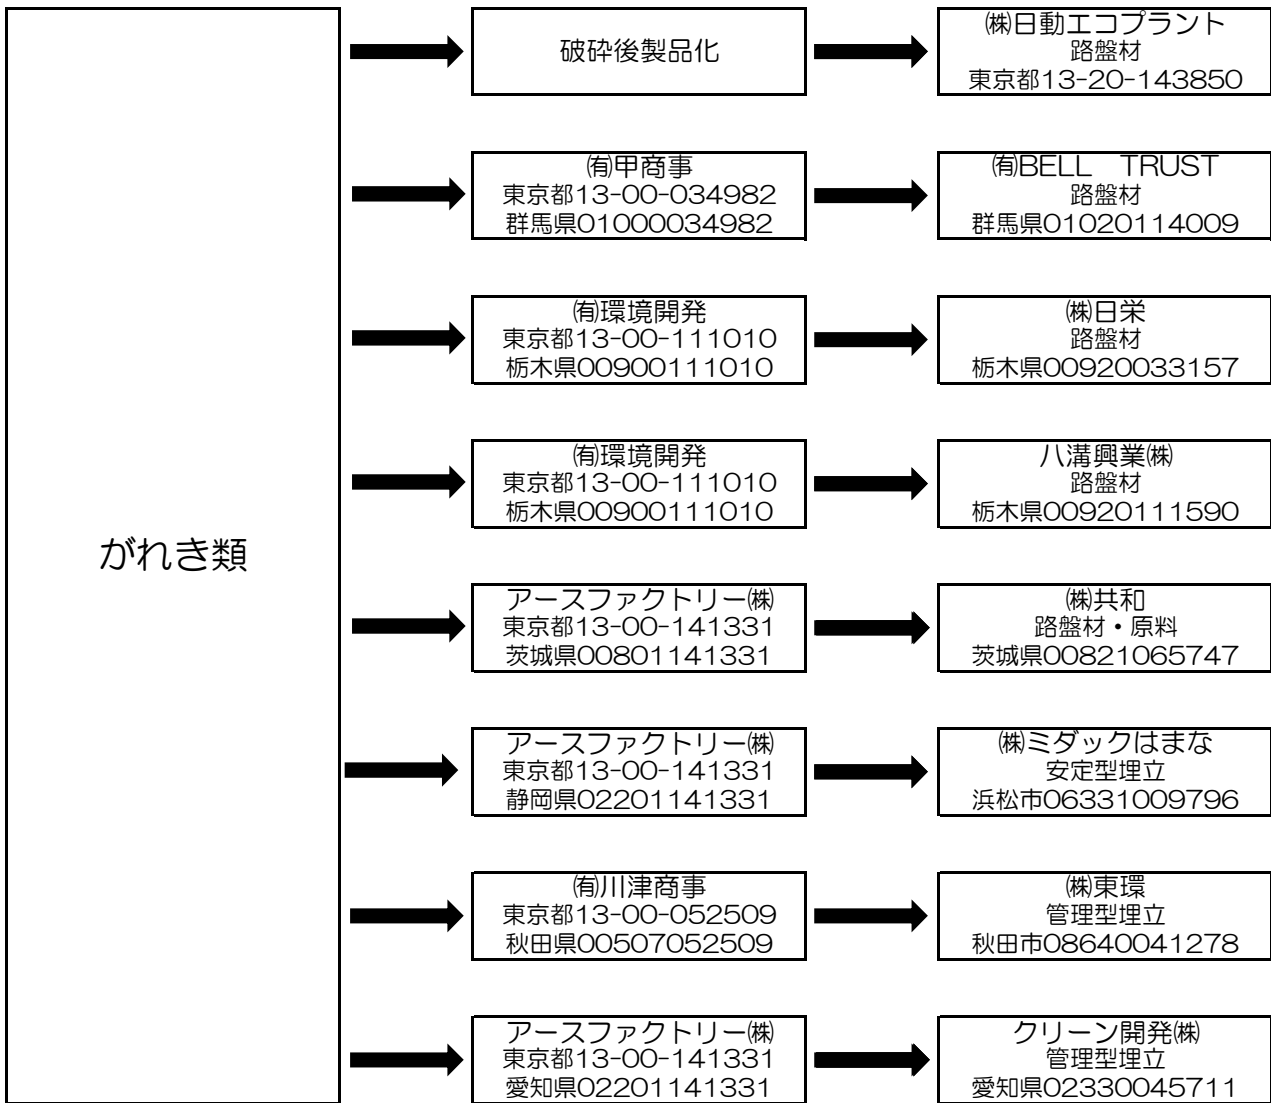 がれき類
破砕後製品化
㈱日動エコプラント
路盤材
東京都13-20-143850
㈲甲商事
東京都13-00-034982
群馬県01000034982
㈲BELL　TRUST
路盤材
群馬県01020114009
㈲環境開発
東京都13-00-111010
栃木県00900111010
㈱日栄
路盤材
栃木県00920033157
㈲環境開発
東京都13-00-111010
栃木県00900111010
八溝興業㈱
路盤材
栃木県00920111590
アースファクトリー㈱
東京都13-00-141331
茨城県00801141331
㈱共和
路盤材・原料
茨城県00821065747
アースファクトリー㈱
東京都13-00-141331
静岡県02201141331
㈱ミダックはまな
安定型埋立
浜松市06331009796
㈲川津商事
東京都13-00-052509
秋田県00507052509
㈱東環
管理型埋立
秋田市08640041278
アースファクトリー㈱
東京都13-00-141331
愛知県02201141331
クリーン開発㈱
管理型埋立
愛知県02330045711